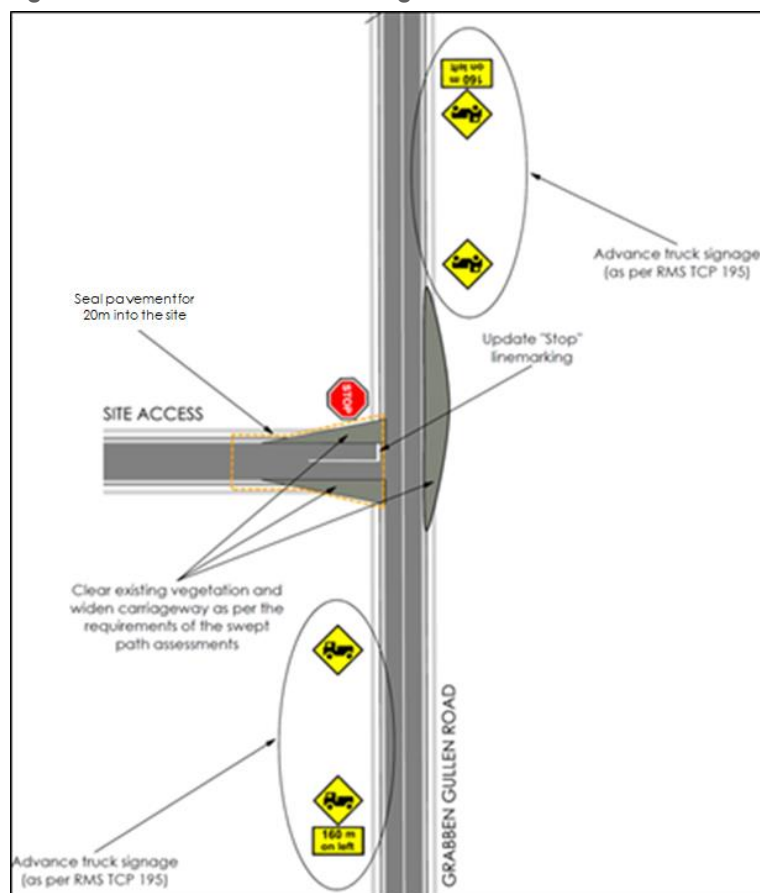 160 m
on left
Advance truck signage
(as per RMS TCP 195)
Seal pavement for
20m into the site
Update "Stop"
linemarking
STOP
SITE ACCESS
Clear existing vegetation and
widen carriageway as per the
requirements of the swept
path assessments
GRABBEN GULLEN ROAD
160 m
on left
Advance truck signage
(as per RMS TCP 195)